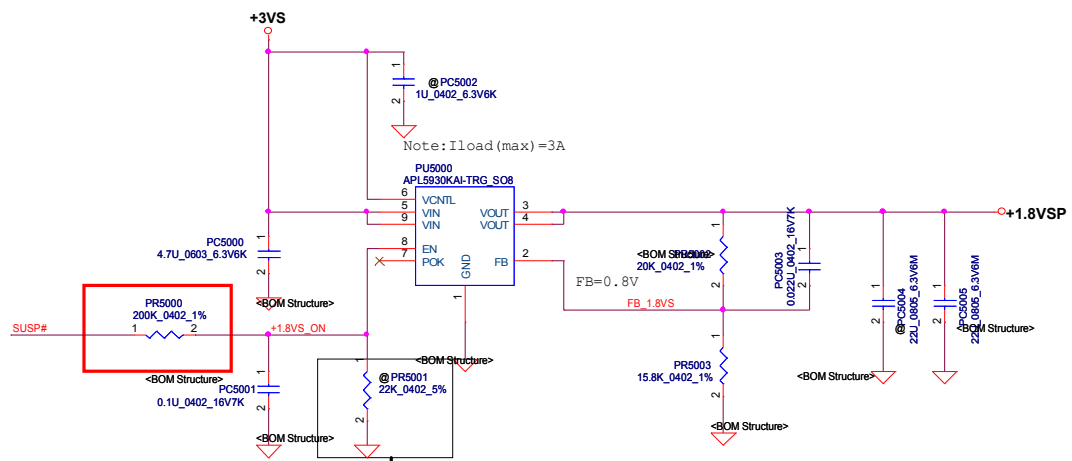 +3VS
1
@PC5002
1U_0402_6.3V6K
2
Note:Iload(max)=3A
PU5000
APL5930KAI-TRG_SO8
6
VCNTL
5
VIN
VOUT
3
9
VIN
VOUT
4
+1.8VSP
1
PC5000
4.7U_0603_6.3V6K
2
8
EN
7
POK
GND
FB
2
1
1
<BOM Structure>
PR5002
20K_0402_1%
2
1
PC5003
0.022U_0402_16V7K
2
FB=0.8V
FB_1.8VS
1
@PC5004
22U_0805_6.3V6M
2
1
PC5005
22U_0805_6.3V6M
2
<BOM Structure>
<BOM Structure>
PR5000
200K_0402_1%
SUSP#
1
2
+1.8VS_ON
<BOM Structure>
1
PC5001
0.1U_0402_16V7K
2
<BOM Structure>
<BOM Structure>
1
@PR5001
22K_0402_5%
2
1
PR5003
15.8K_0402_1%
2
<BOM Structure>